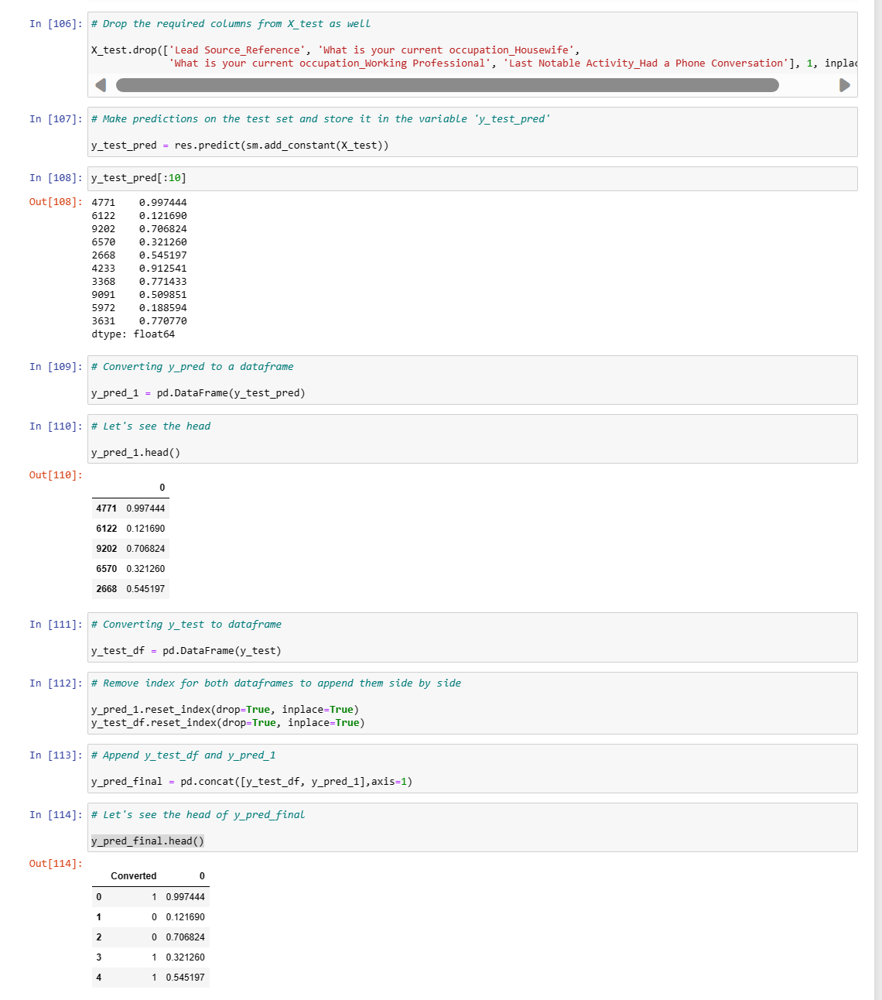 In [106]: # Drop the required columns from X_test as well
X_test.drop(['Lead Source_Reference', 'What is your current occupation_Housewife',
'What is your current occupation_Working Professional', 'Last Notable Activity_Had a Phone Conversation'], 1, inplac
In [107]: # Make predictions on the test set and store it in the variable 'y_test_pred'
y_test_pred = res.predict(sm.add_constant(X_test))
In [108]: y_test_pred[:10]
Out[108]: 4771 0.997444
6122 0.121690
9202 0.706824
6570 0.321260
2668 0.545197
4233 0.912541
3368 0.771433
9091 0.509851
5972 0.188594
3631 0.770770
dtype: float64
In [109]: # Converting y_pred to a dataframe
y_pred_1 = pd.DataFrame(y_test_pred)
In [110]: # Let's see the head
y_pred_1.head()
Out[110]:
0
4771 0.997444
6122 0.121690
9202 0.706824
6570 0.321260
2668 0.545197
In [111]: # Converting y_test to dataframe
y_test_df = pd.DataFrame(y_test)
In [112]: # Remove index for both dataframes to append them side by side
y_pred_1.reset_index(drop=True, inplace=True)
y_test_df.reset_index(drop=True, inplace=True)
In [113]: # Append y_test_df and y_pred_1
y_pred_final = pd.concat([y_test_df, y_pred_1],axis=1)
In [114]: # Let's see the head of y_pred_final
y_pred_final.head()
Out[114]:
Converted 0
0 1 0.997444
1 0 0.121690
2 0 0.706824
3 1 0.321260
4 1 0.545197